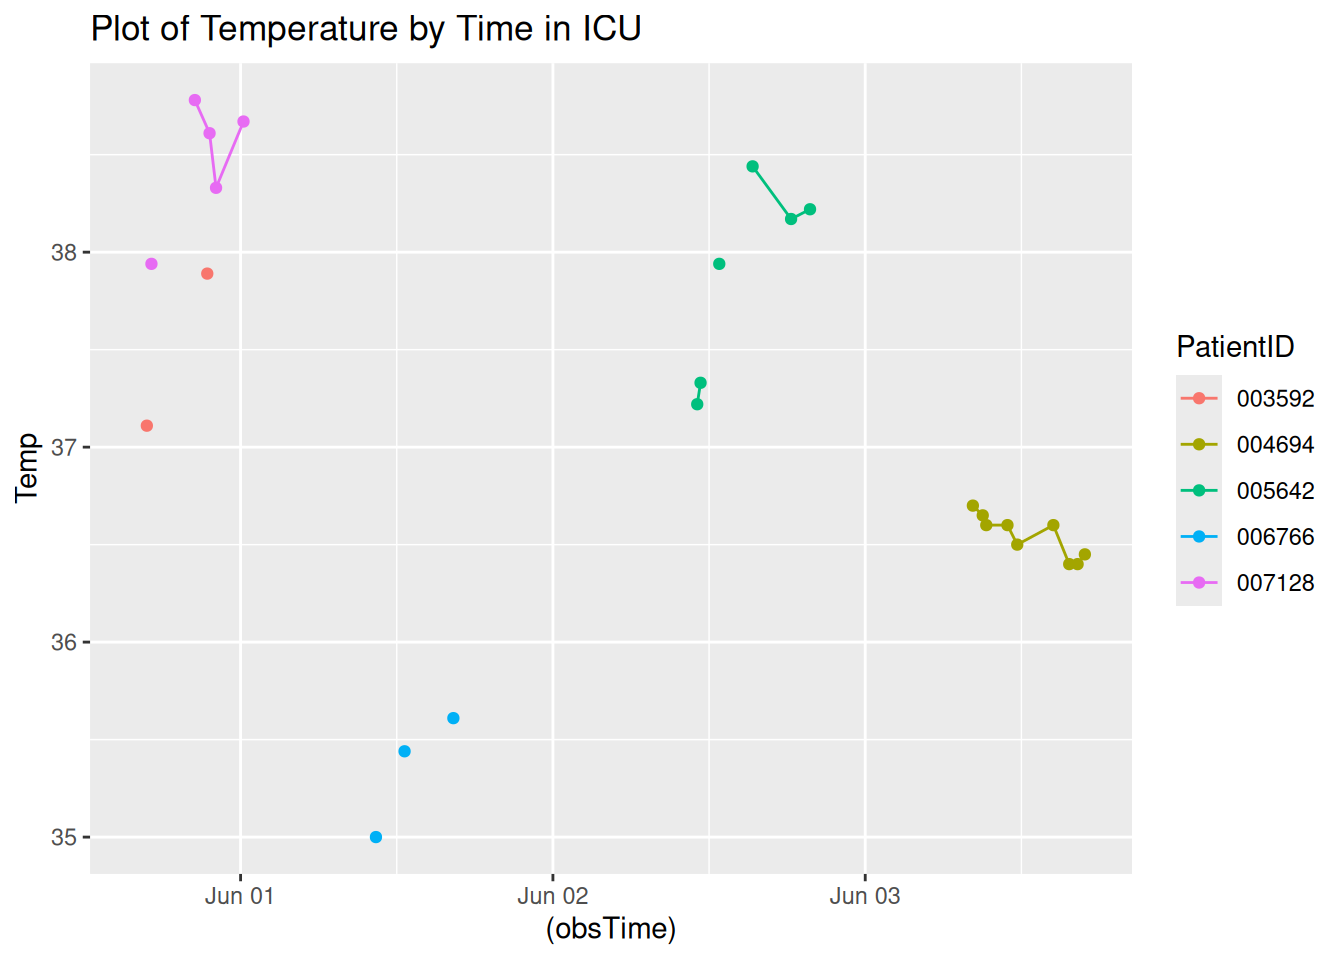 Plot of Temperature by Time in ICU
38
37
36
35
Temp
Jun 01
Jun 02
Jun 03
(obsTime)
PatientID
003592
004694
005642
006766
007128